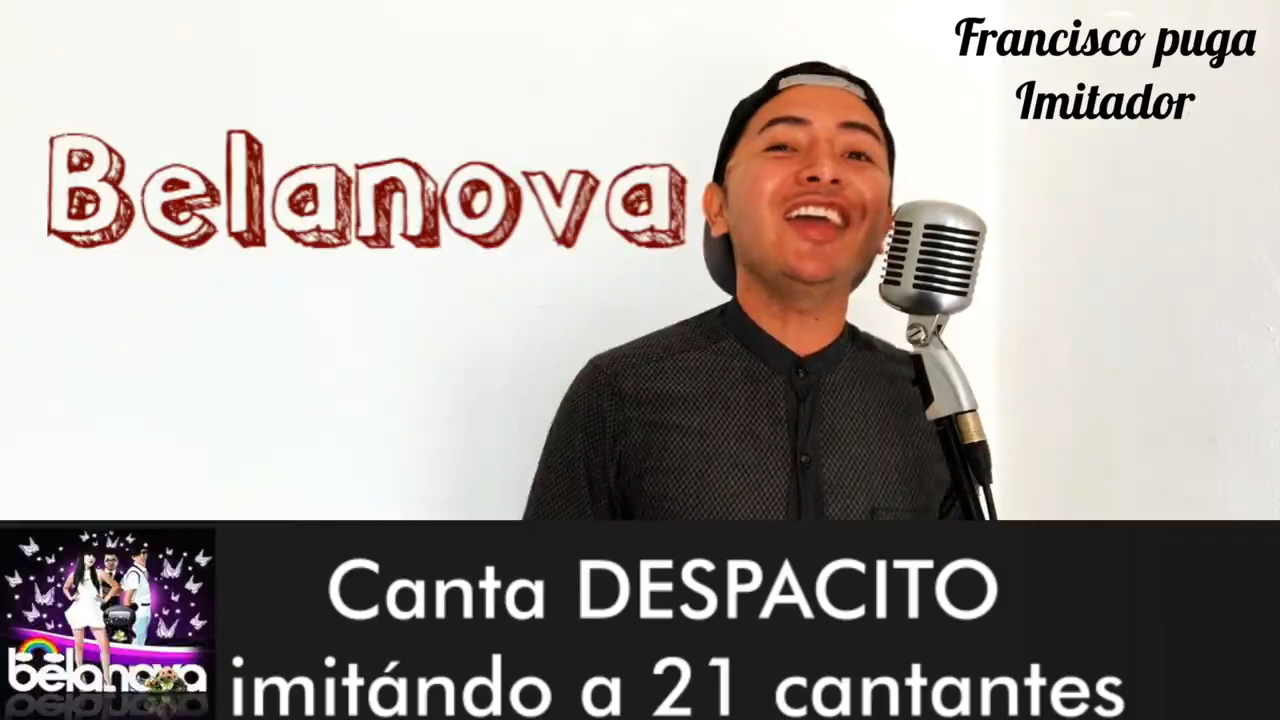 Francisco puga
Imitador
Belanova
Canta DESPACITO
imitándo a 21 cantantes
belanova